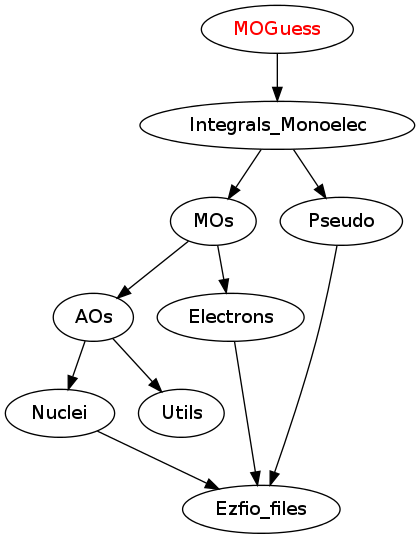 MOGuess
Integrals_Monoelec
MOs
Pseudo
AOs
Electrons
Nuclei
Utils
Ezfio_files